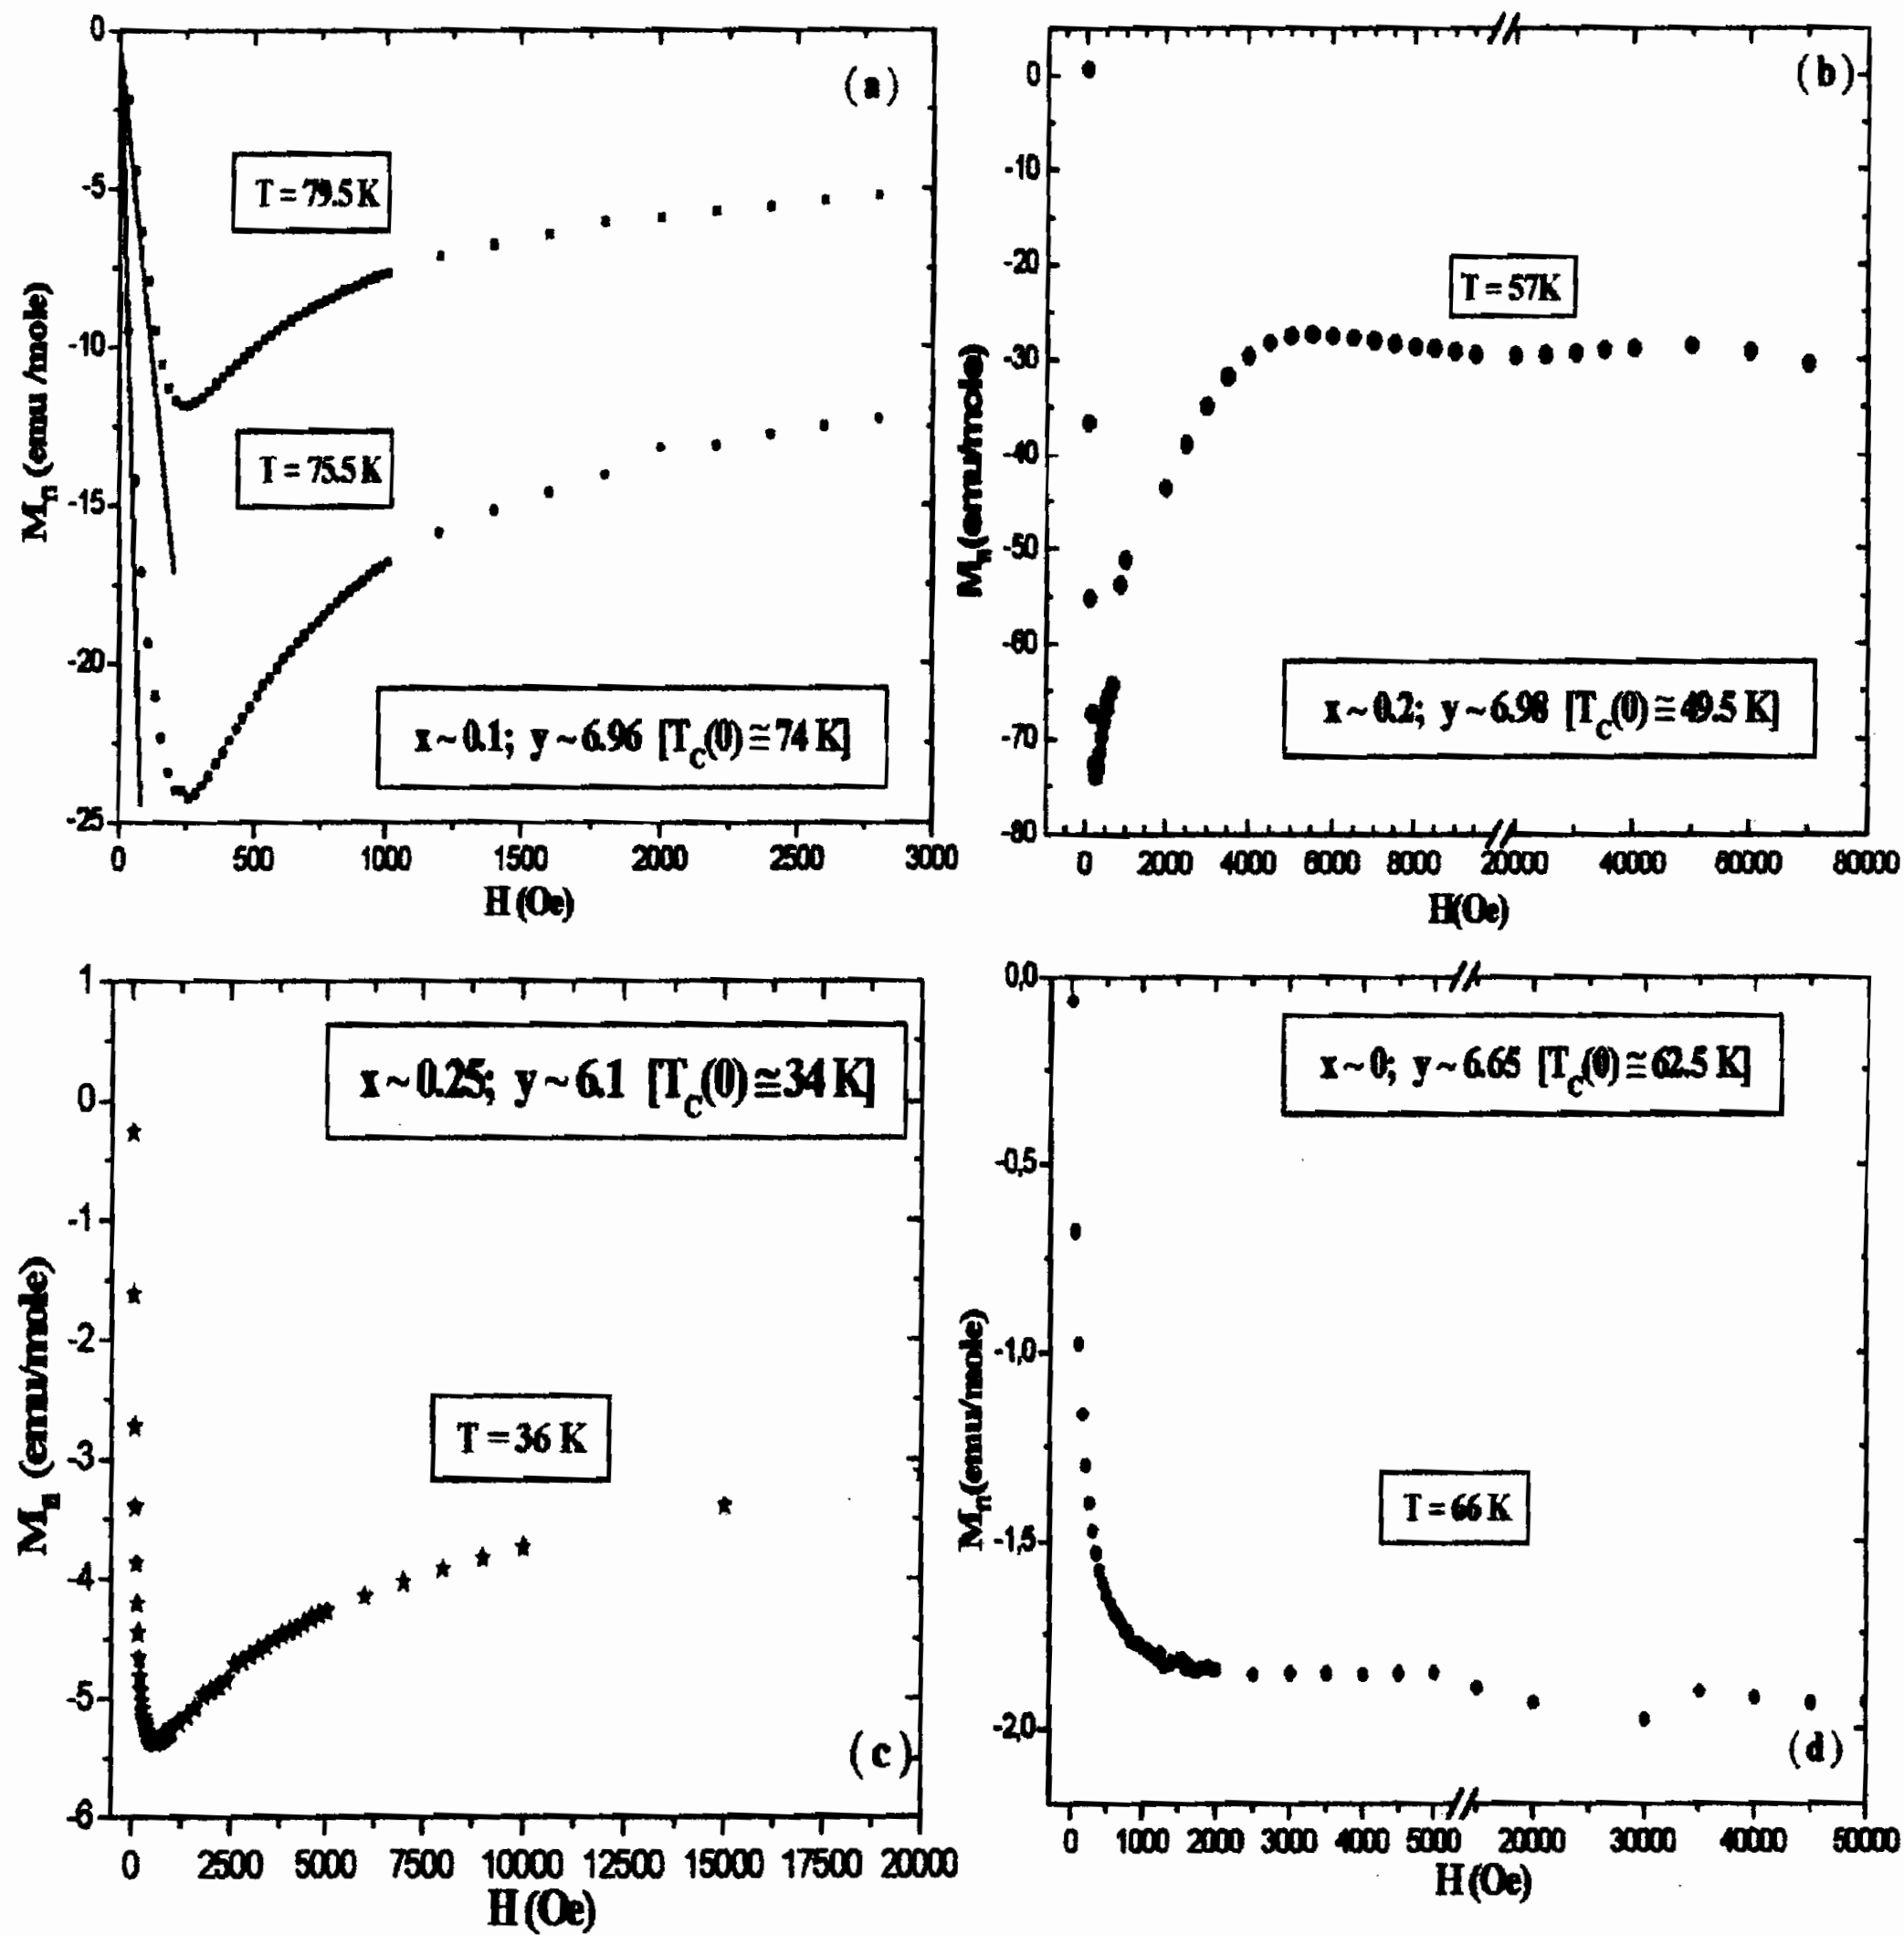 (a)
0
-5
-10
-15
-20
-25
M_n (emu /mole)
T = 79.5 K
T = 75.5 K
x ~ 0.1; y ~ 6.96 [T_C(0) ≅ 74 K]
0 500 1000 1500 2000 2500 3000
H (Oe)
(b)
0
-10
-20
-30
-40
-50
-60
-70
-80
M_n (emu/mole)
T = 57K
x ~ 0.2; y ~ 6.98 [T_C(0) ≅ 49.5 K]
0 2000 4000 6000 8000 20000 40000 60000 80000
H(Oe)
1
0
-1
-2
-3
-4
-5
-6
M_n (emu/mole)
x ~ 0.25; y ~ 6.1 [T_C(0) ≅ 34 K]
T = 36 K
(c)
0 2500 5000 7500 10000 12500 15000 17500 20000
H (Oe)
0,0
-0,5
-1,0
-1,5
-2,0
M_n (emu/mole)
x ~ 0; y ~ 6.65 [T_C(0) ≅ 62.5 K]
T = 66 K
(d)
0 1000 2000 3000 4000 5000 20000 30000 40000 50000
H (Oe)